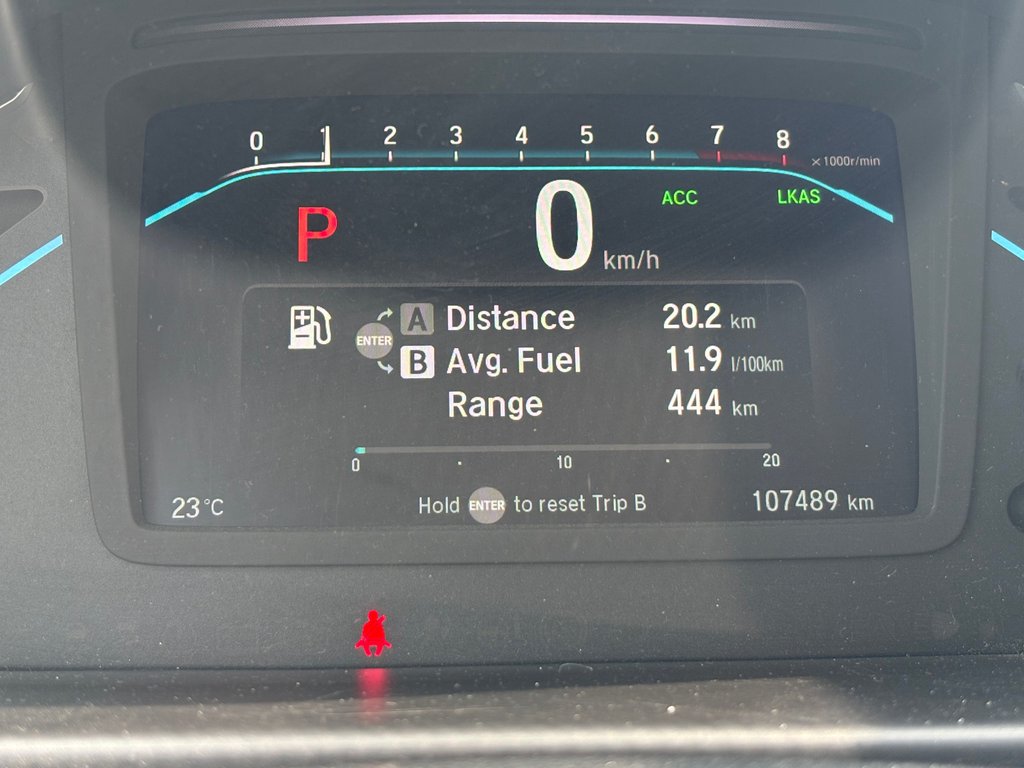 0 1 2 3 4 5 6 7 8 ×1000r/min
P 0 km/h ACC LKAS
A Distance 20.2 km
ENTER
B Avg. Fuel 11.9 l/100km
Range 444 km
0 · 10 · 20
23°C Hold ENTER to reset Trip B 107489 km